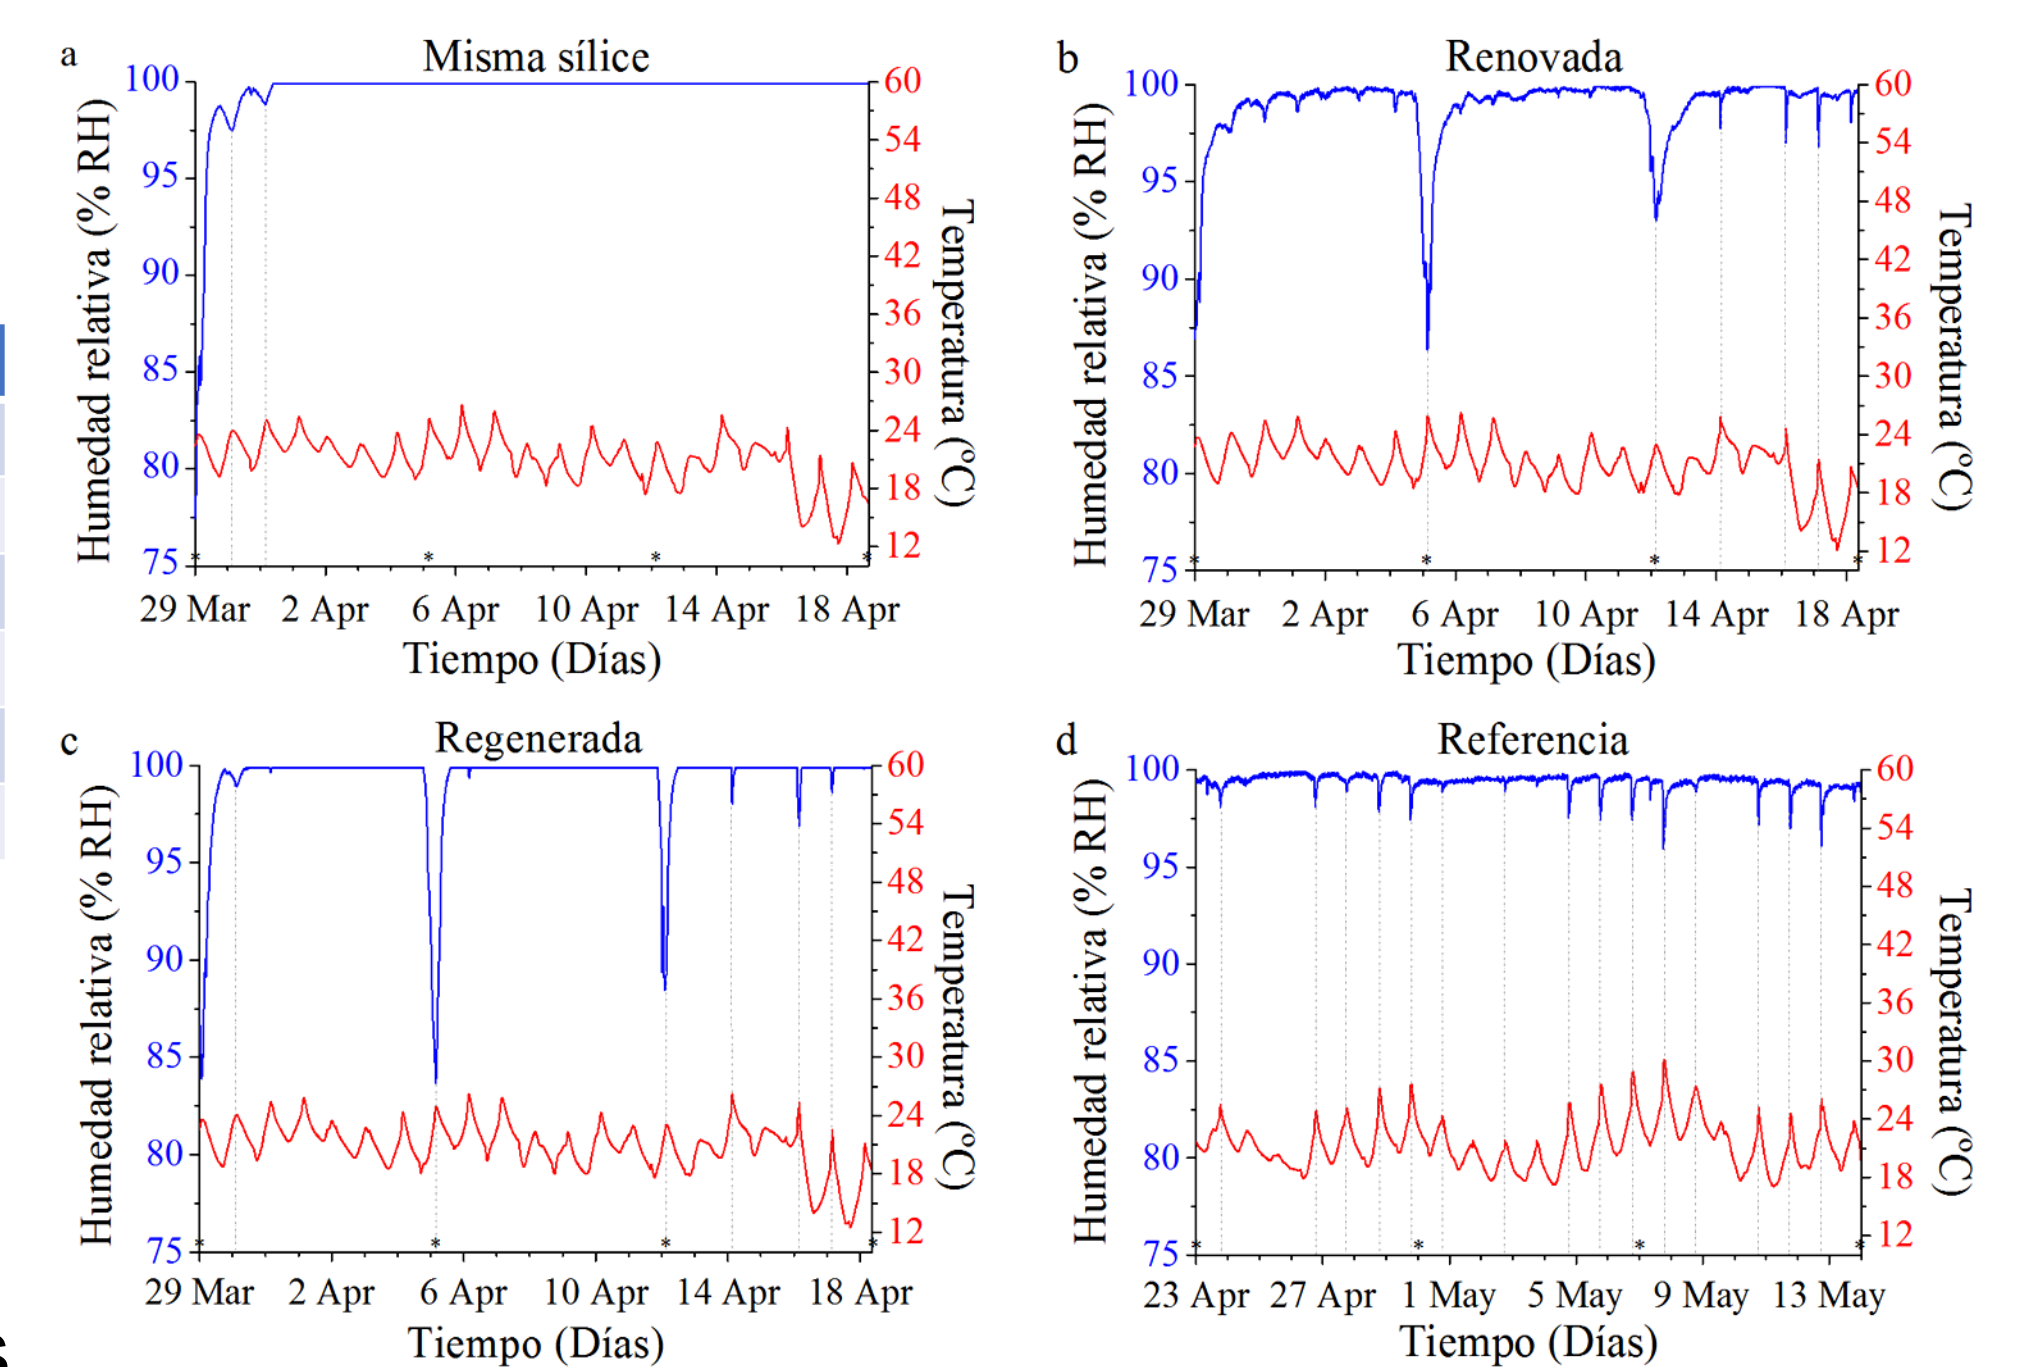 a
Misma sílice
Humedad relativa (% RH)
100
95
90
85
80
75
60
54
48
42
36
30
24
18
12
Temperatura (ºC)
* * * *
29 Mar 2 Apr 6 Apr 10 Apr 14 Apr 18 Apr
Tiempo (Días)
b
Renovada
Humedad relativa (% RH)
100
95
90
85
80
75
60
54
48
42
36
30
24
18
12
Temperatura (ºC)
* * * *
29 Mar 2 Apr 6 Apr 10 Apr 14 Apr 18 Apr
Tiempo (Días)
c
Regenerada
Humedad relativa (% RH)
100
95
90
85
80
75
60
54
48
42
36
30
24
18
12
Temperatura (ºC)
* * * *
29 Mar 2 Apr 6 Apr 10 Apr 14 Apr 18 Apr
Tiempo (Días)
d
Referencia
Humedad relativa (% RH)
100
95
90
85
80
75
60
54
48
42
36
30
24
18
12
Temperatura (ºC)
* * * *
23 Apr 27 Apr 1 May 5 May 9 May 13 May
Tiempo (Días)